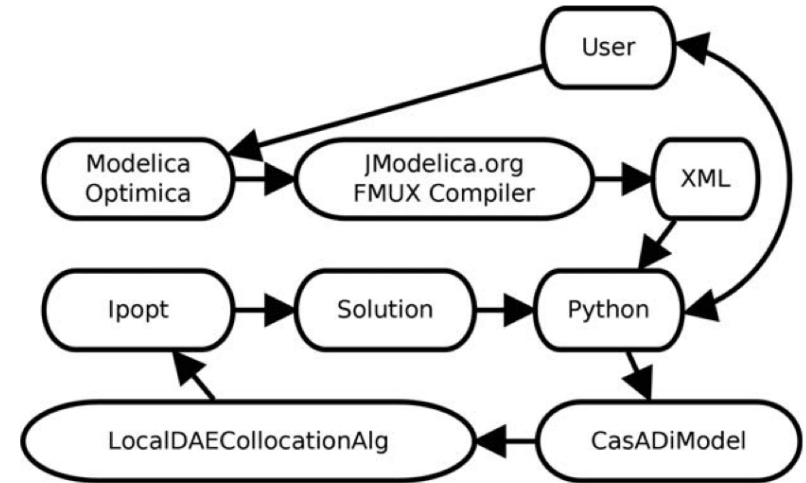 User
Modelica
Optimica
JModelica.org
FMUX Compiler
XML
Ipopt
Solution
Python
LocalDAECollocationAlg
CasADiModel